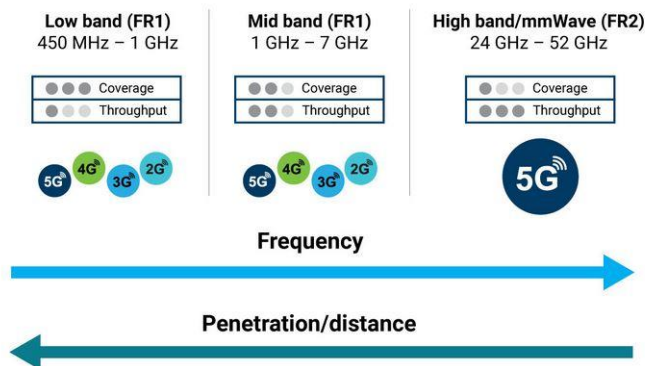 Low band (FR1)
450 MHz – 1 GHz
Coverage
Throughput
5G
4G
3G
2G
Mid band (FR1)
1 GHz – 7 GHz
Coverage
Throughput
5G
4G
3G
2G
High band/mmWave (FR2)
24 GHz – 52 GHz
Coverage
Throughput
5G
Frequency
Penetration/distance